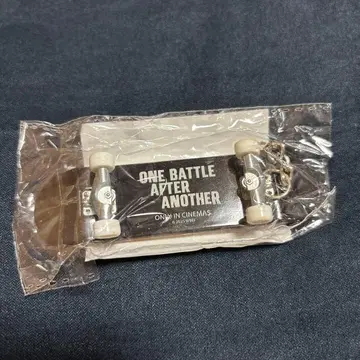 ONE BATTLE
AFTER
ANOTHER
ONLY IN CINEMAS